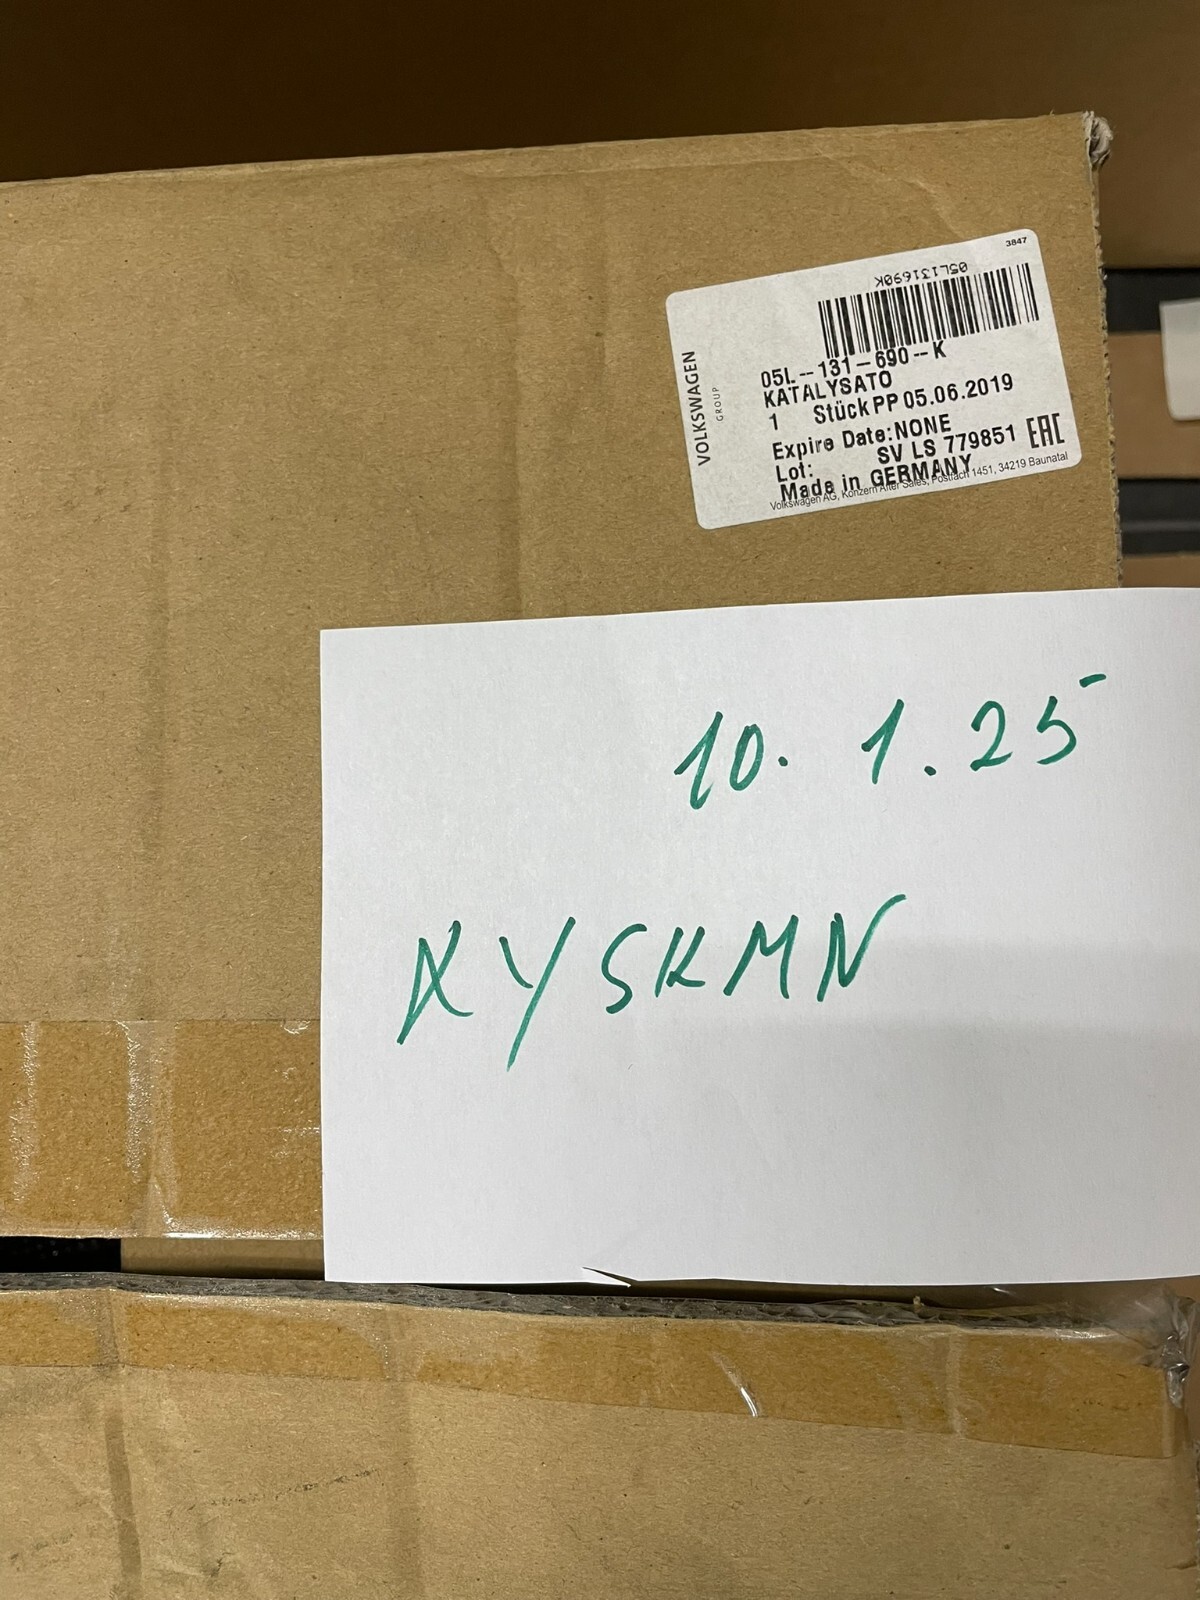 3847
05L131690K
VOLKSWAGEN
GROUP
05L--131-690--K
KATALYSATO
1 Stück PP 05.06.2019
Expire Date:NONE
Lot: SV LS 779851
EAC
Made in GERMANY
Volkswagen AG, Konzern After Sales, Postfach 1451, 34219 Baunatal
10. 1. 25
XYSKMN